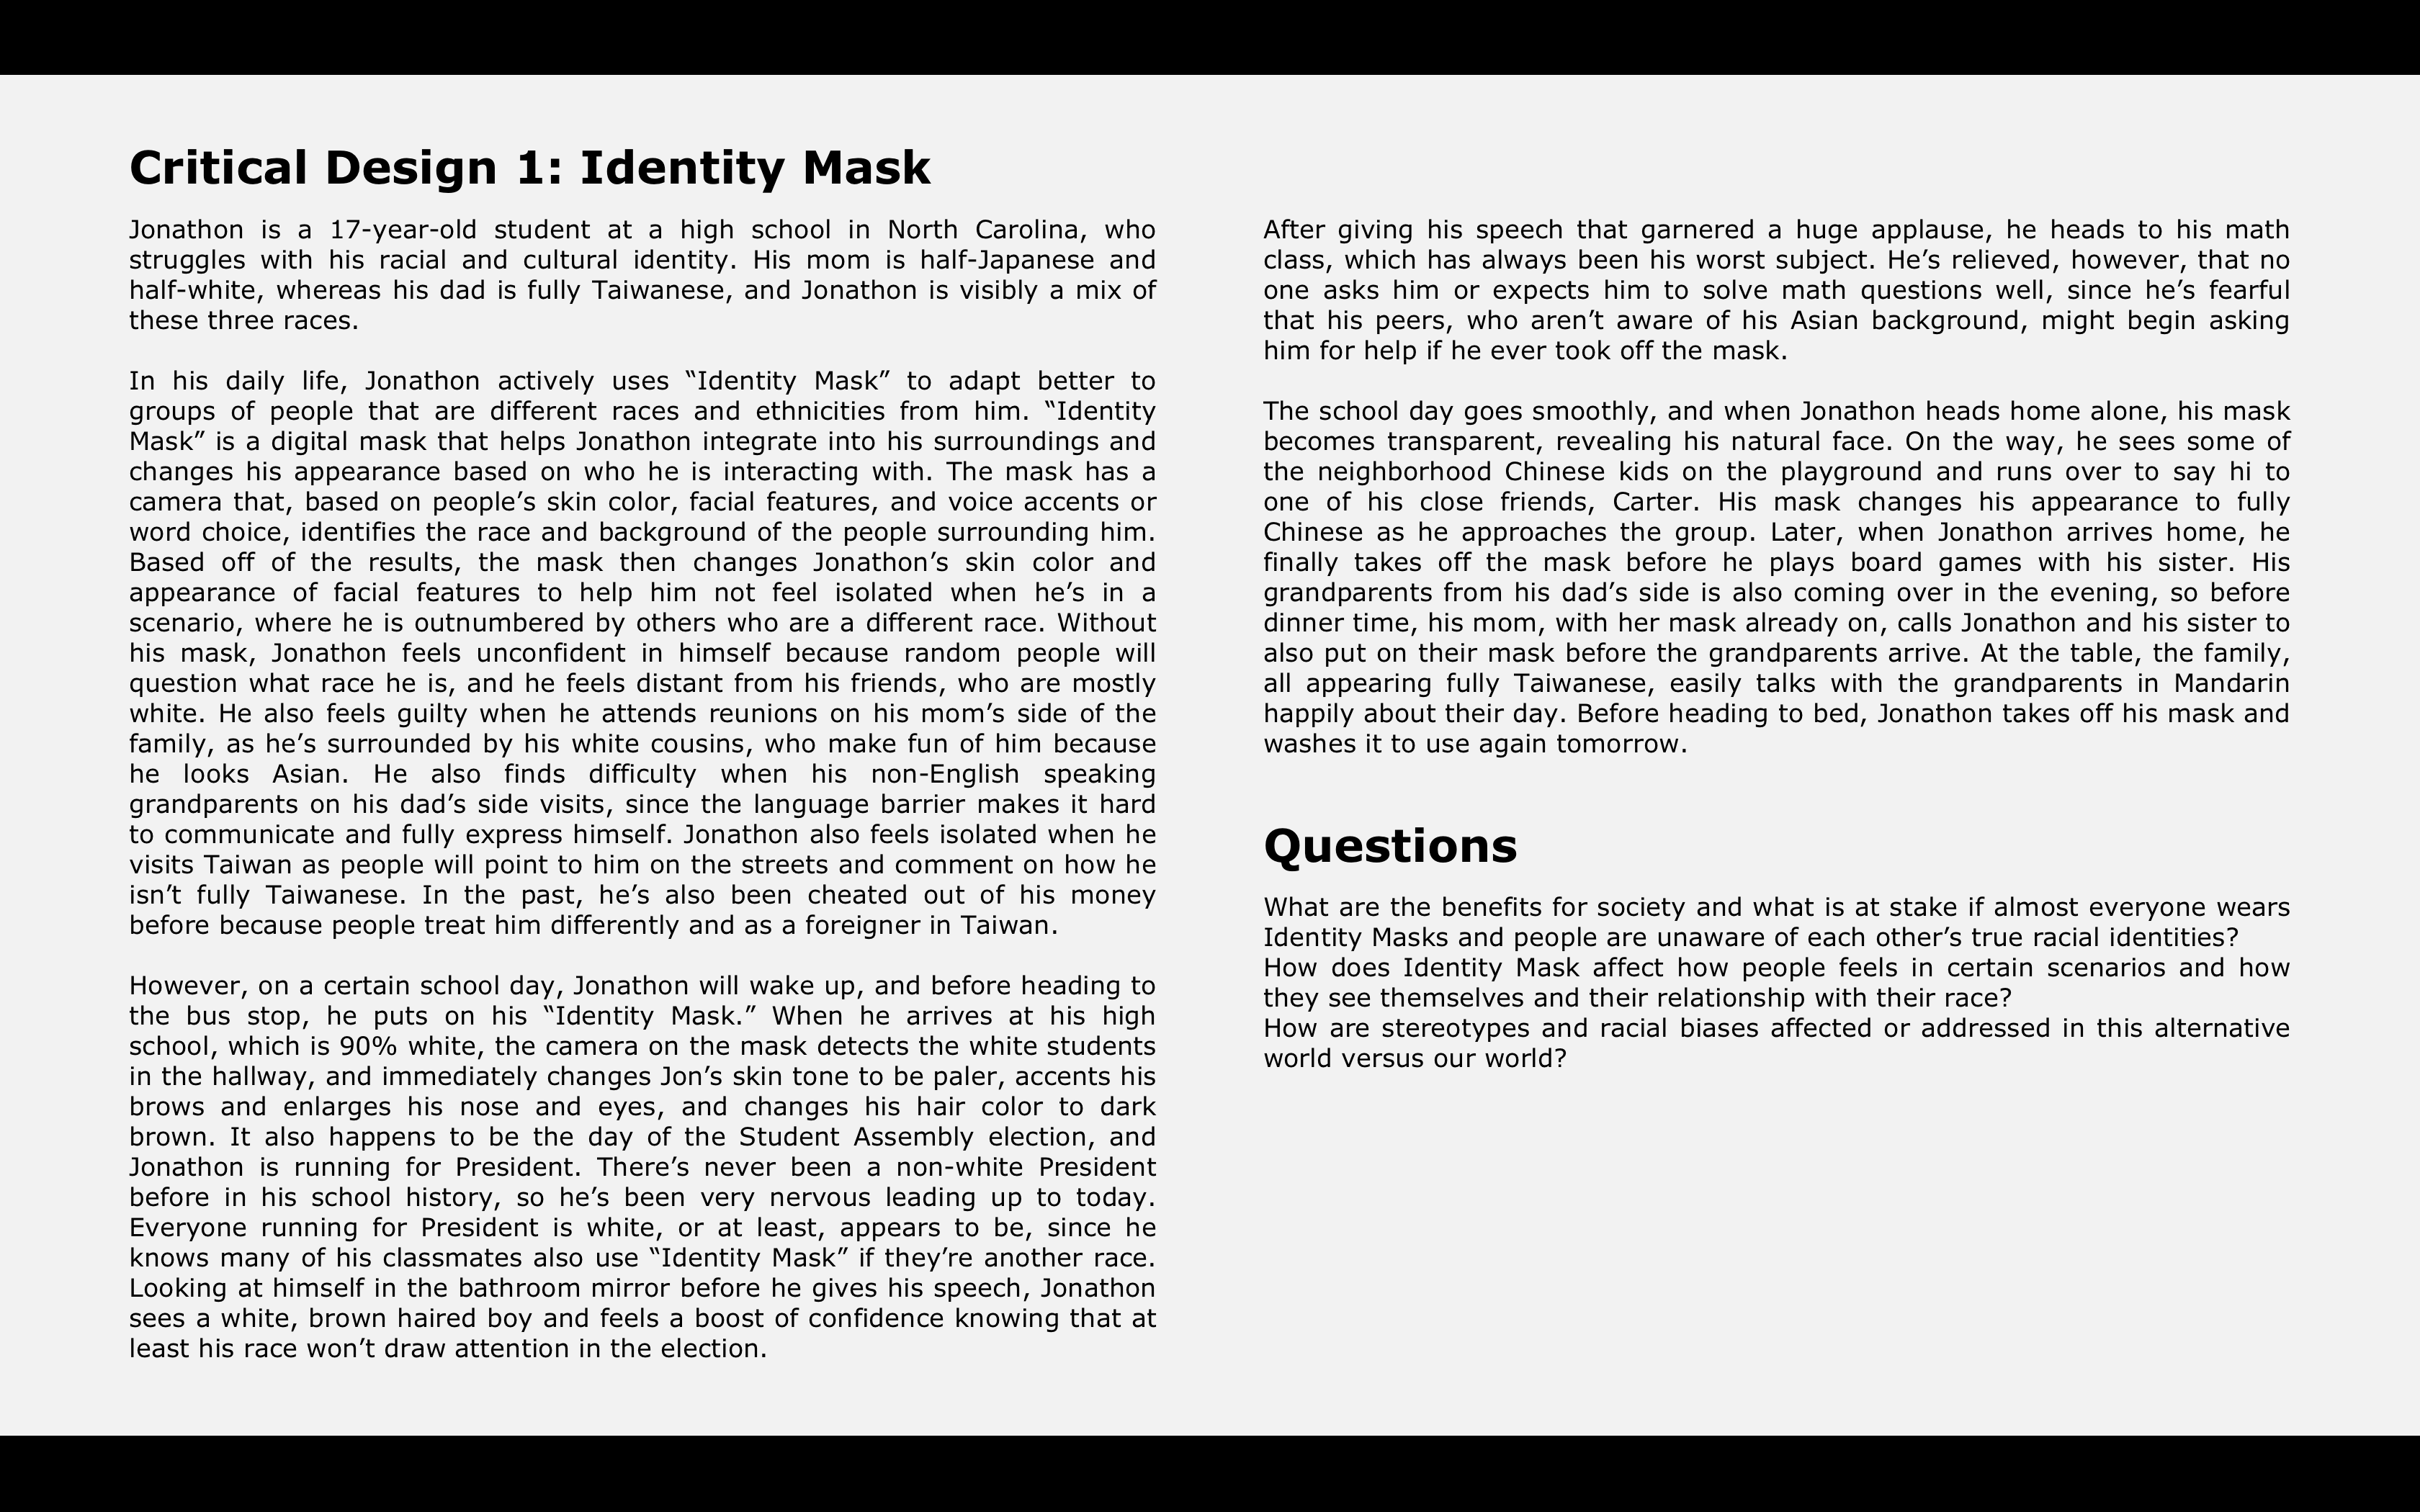 Critical Design 1: Identity Mask
Jonathon is a 17-year-old student at a high school in North Carolina, who
struggles with his racial and cultural identity. His mom is half-Japanese and
half-white, whereas his dad is fully Taiwanese, and Jonathon is visibly a mix of
these three races.
In his daily life, Jonathon actively uses “Identity Mask” to adapt better to
groups of people that are different races and ethnicities from him. “Identity
Mask” is a digital mask that helps Jonathon integrate into his surroundings and
changes his appearance based on who he is interacting with. The mask has a
camera that, based on people’s skin color, facial features, and voice accents or
word choice, identifies the race and background of the people surrounding him.
Based off of the results, the mask then changes Jonathon’s skin color and
appearance of facial features to help him not feel isolated when he’s in a
scenario, where he is outnumbered by others who are a different race. Without
his mask, Jonathon feels unconfident in himself because random people will
question what race he is, and he feels distant from his friends, who are mostly
white. He also feels guilty when he attends reunions on his mom’s side of the
family, as he’s surrounded by his white cousins, who make fun of him because
he looks Asian. He also finds difficulty when his non-English speaking
grandparents on his dad’s side visits, since the language barrier makes it hard
to communicate and fully express himself. Jonathon also feels isolated when he
visits Taiwan as people will point to him on the streets and comment on how he
isn’t fully Taiwanese. In the past, he’s also been cheated out of his money
before because people treat him differently and as a foreigner in Taiwan.
However, on a certain school day, Jonathon will wake up, and before heading to
the bus stop, he puts on his “Identity Mask.” When he arrives at his high
school, which is 90% white, the camera on the mask detects the white students
in the hallway, and immediately changes Jon’s skin tone to be paler, accents his
brows and enlarges his nose and eyes, and changes his hair color to dark
brown. It also happens to be the day of the Student Assembly election, and
Jonathon is running for President. There’s never been a non-white President
before in his school history, so he’s been very nervous leading up to today.
Everyone running for President is white, or at least, appears to be, since he
knows many of his classmates also use “Identity Mask” if they’re another race.
Looking at himself in the bathroom mirror before he gives his speech, Jonathon
sees a white, brown haired boy and feels a boost of confidence knowing that at
least his race won’t draw attention in the election.
After giving his speech that garnered a huge applause, he heads to his math
class, which has always been his worst subject. He’s relieved, however, that no
one asks him or expects him to solve math questions well, since he’s fearful
that his peers, who aren’t aware of his Asian background, might begin asking
him for help if he ever took off the mask.
The school day goes smoothly, and when Jonathon heads home alone, his mask
becomes transparent, revealing his natural face. On the way, he sees some of
the neighborhood Chinese kids on the playground and runs over to say hi to
one of his close friends, Carter. His mask changes his appearance to fully
Chinese as he approaches the group. Later, when Jonathon arrives home, he
finally takes off the mask before he plays board games with his sister. His
grandparents from his dad’s side is also coming over in the evening, so before
dinner time, his mom, with her mask already on, calls Jonathon and his sister to
also put on their mask before the grandparents arrive. At the table, the family,
all appearing fully Taiwanese, easily talks with the grandparents in Mandarin
happily about their day. Before heading to bed, Jonathon takes off his mask and
washes it to use again tomorrow.
Questions
What are the benefits for society and what is at stake if almost everyone wears
Identity Masks and people are unaware of each other’s true racial identities?
How does Identity Mask affect how people feels in certain scenarios and how
they see themselves and their relationship with their race?
How are stereotypes and racial biases affected or addressed in this alternative
world versus our world?